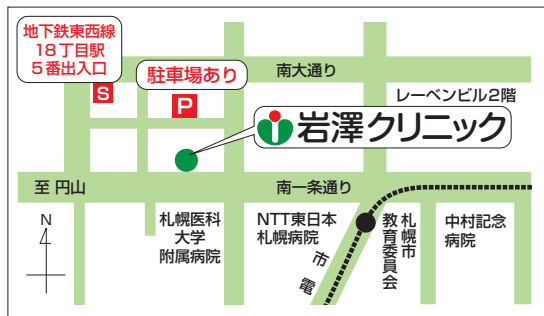 地下鉄東西線
18丁目駅
5番出入口
S
駐車場あり
P
南大通り
レーベンビル2階
岩澤クリニック
至 円山
南一条通り
N
札幌医科
大学
附属病院
NTT東日本
札幌病院
市電
札幌市
教育委員会
中村記念
病院